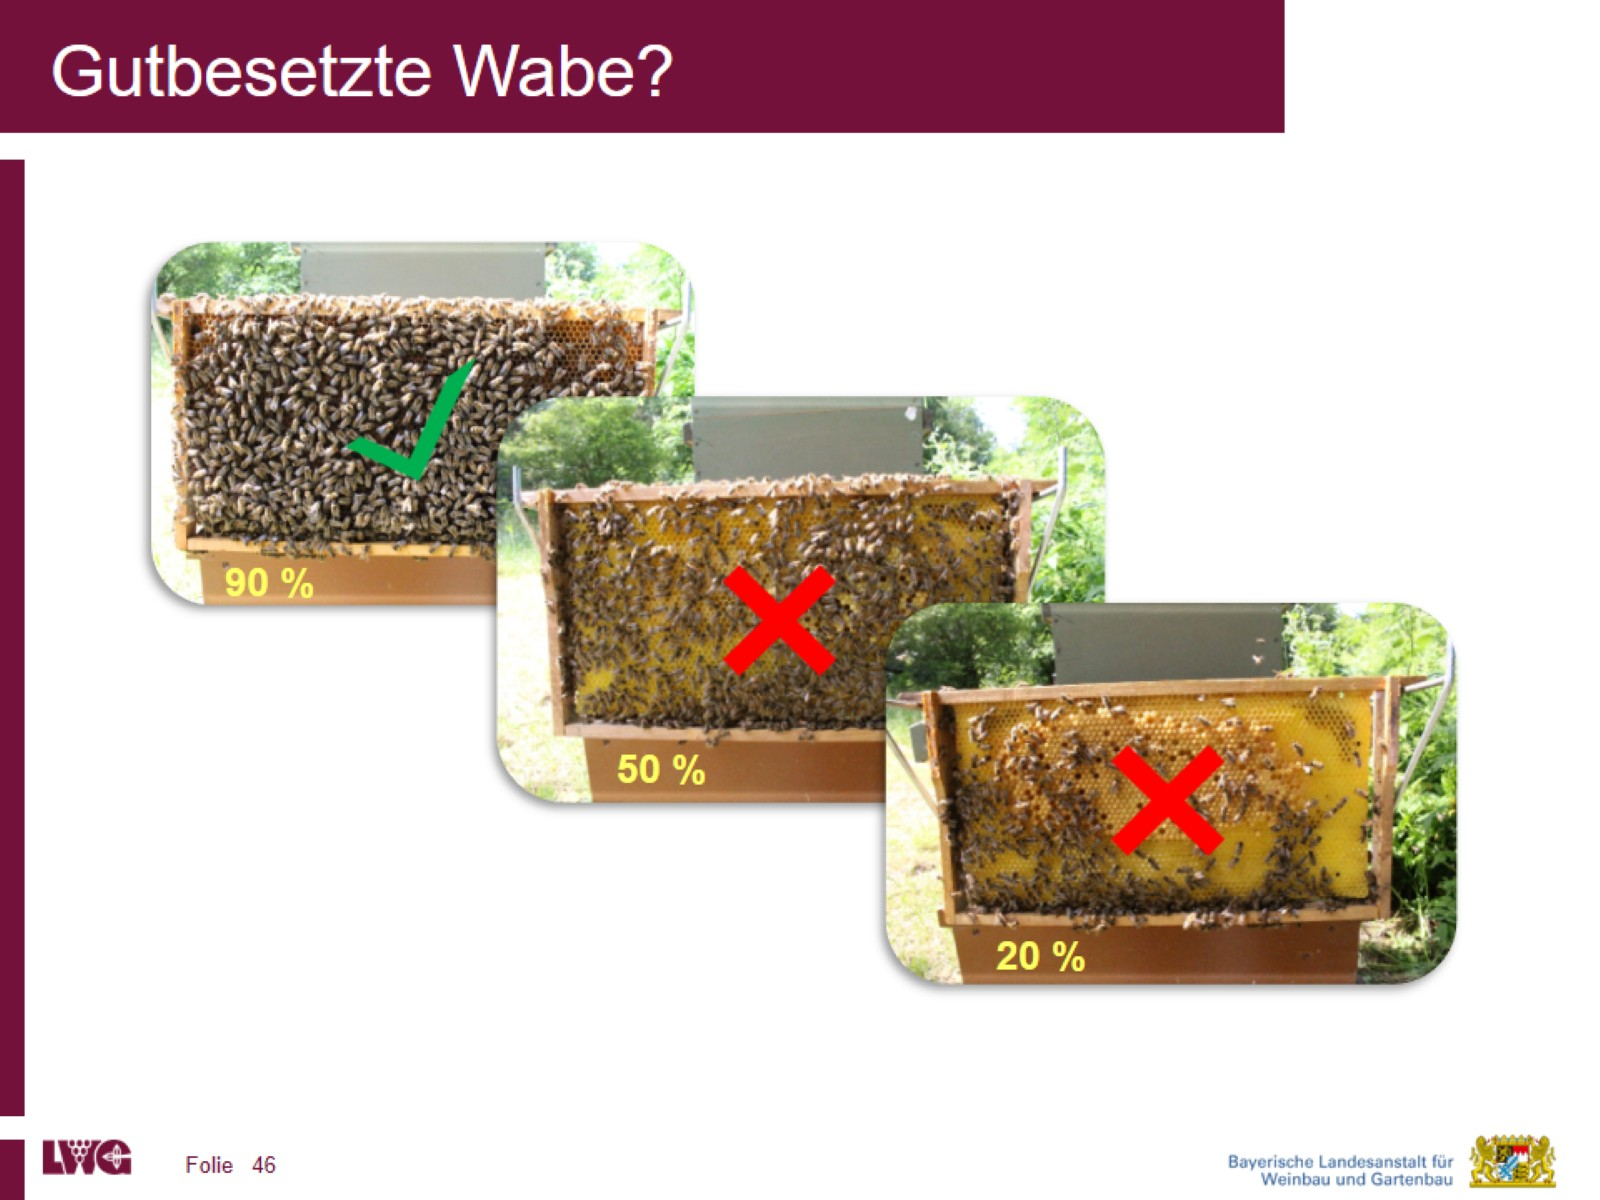 Gutbesetzte Wabe?
90 %
50 %
20 %
LWG
Folie 46
Bayerische Landesanstalt für
Weinbau und Gartenbau